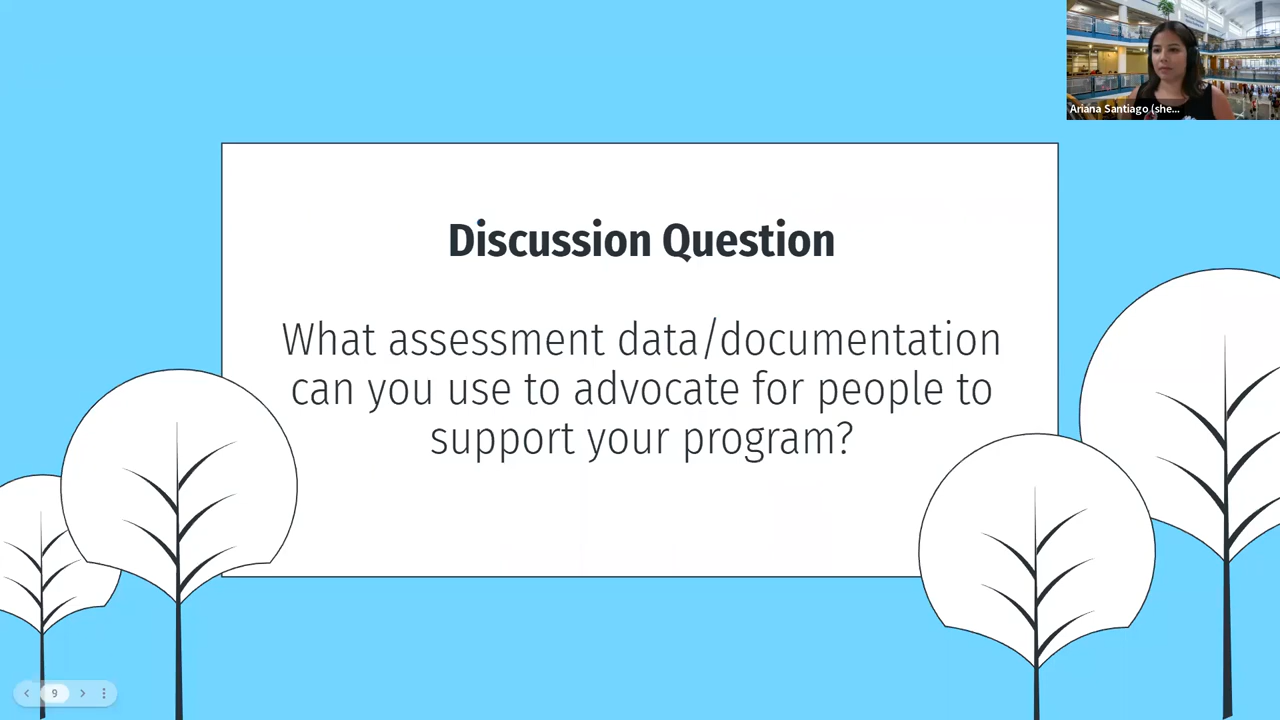 Ariana Santiago (she...
Discussion Question
What assessment data/documentation
can you use to advocate for people to
support your program?
9